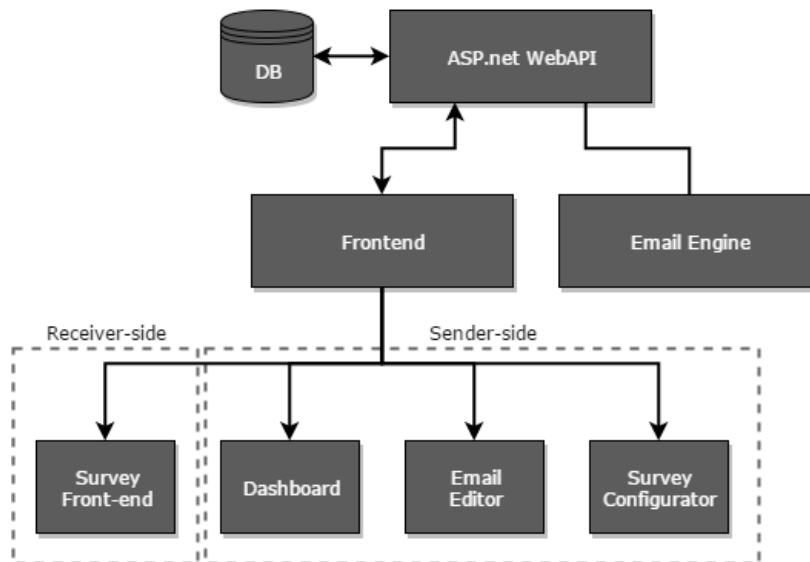 DB
ASP.net WebAPI
Frontend
Email Engine
Receiver-side
Sender-side
Survey
Front-end
Dashboard
Email
Editor
Survey
Configurator